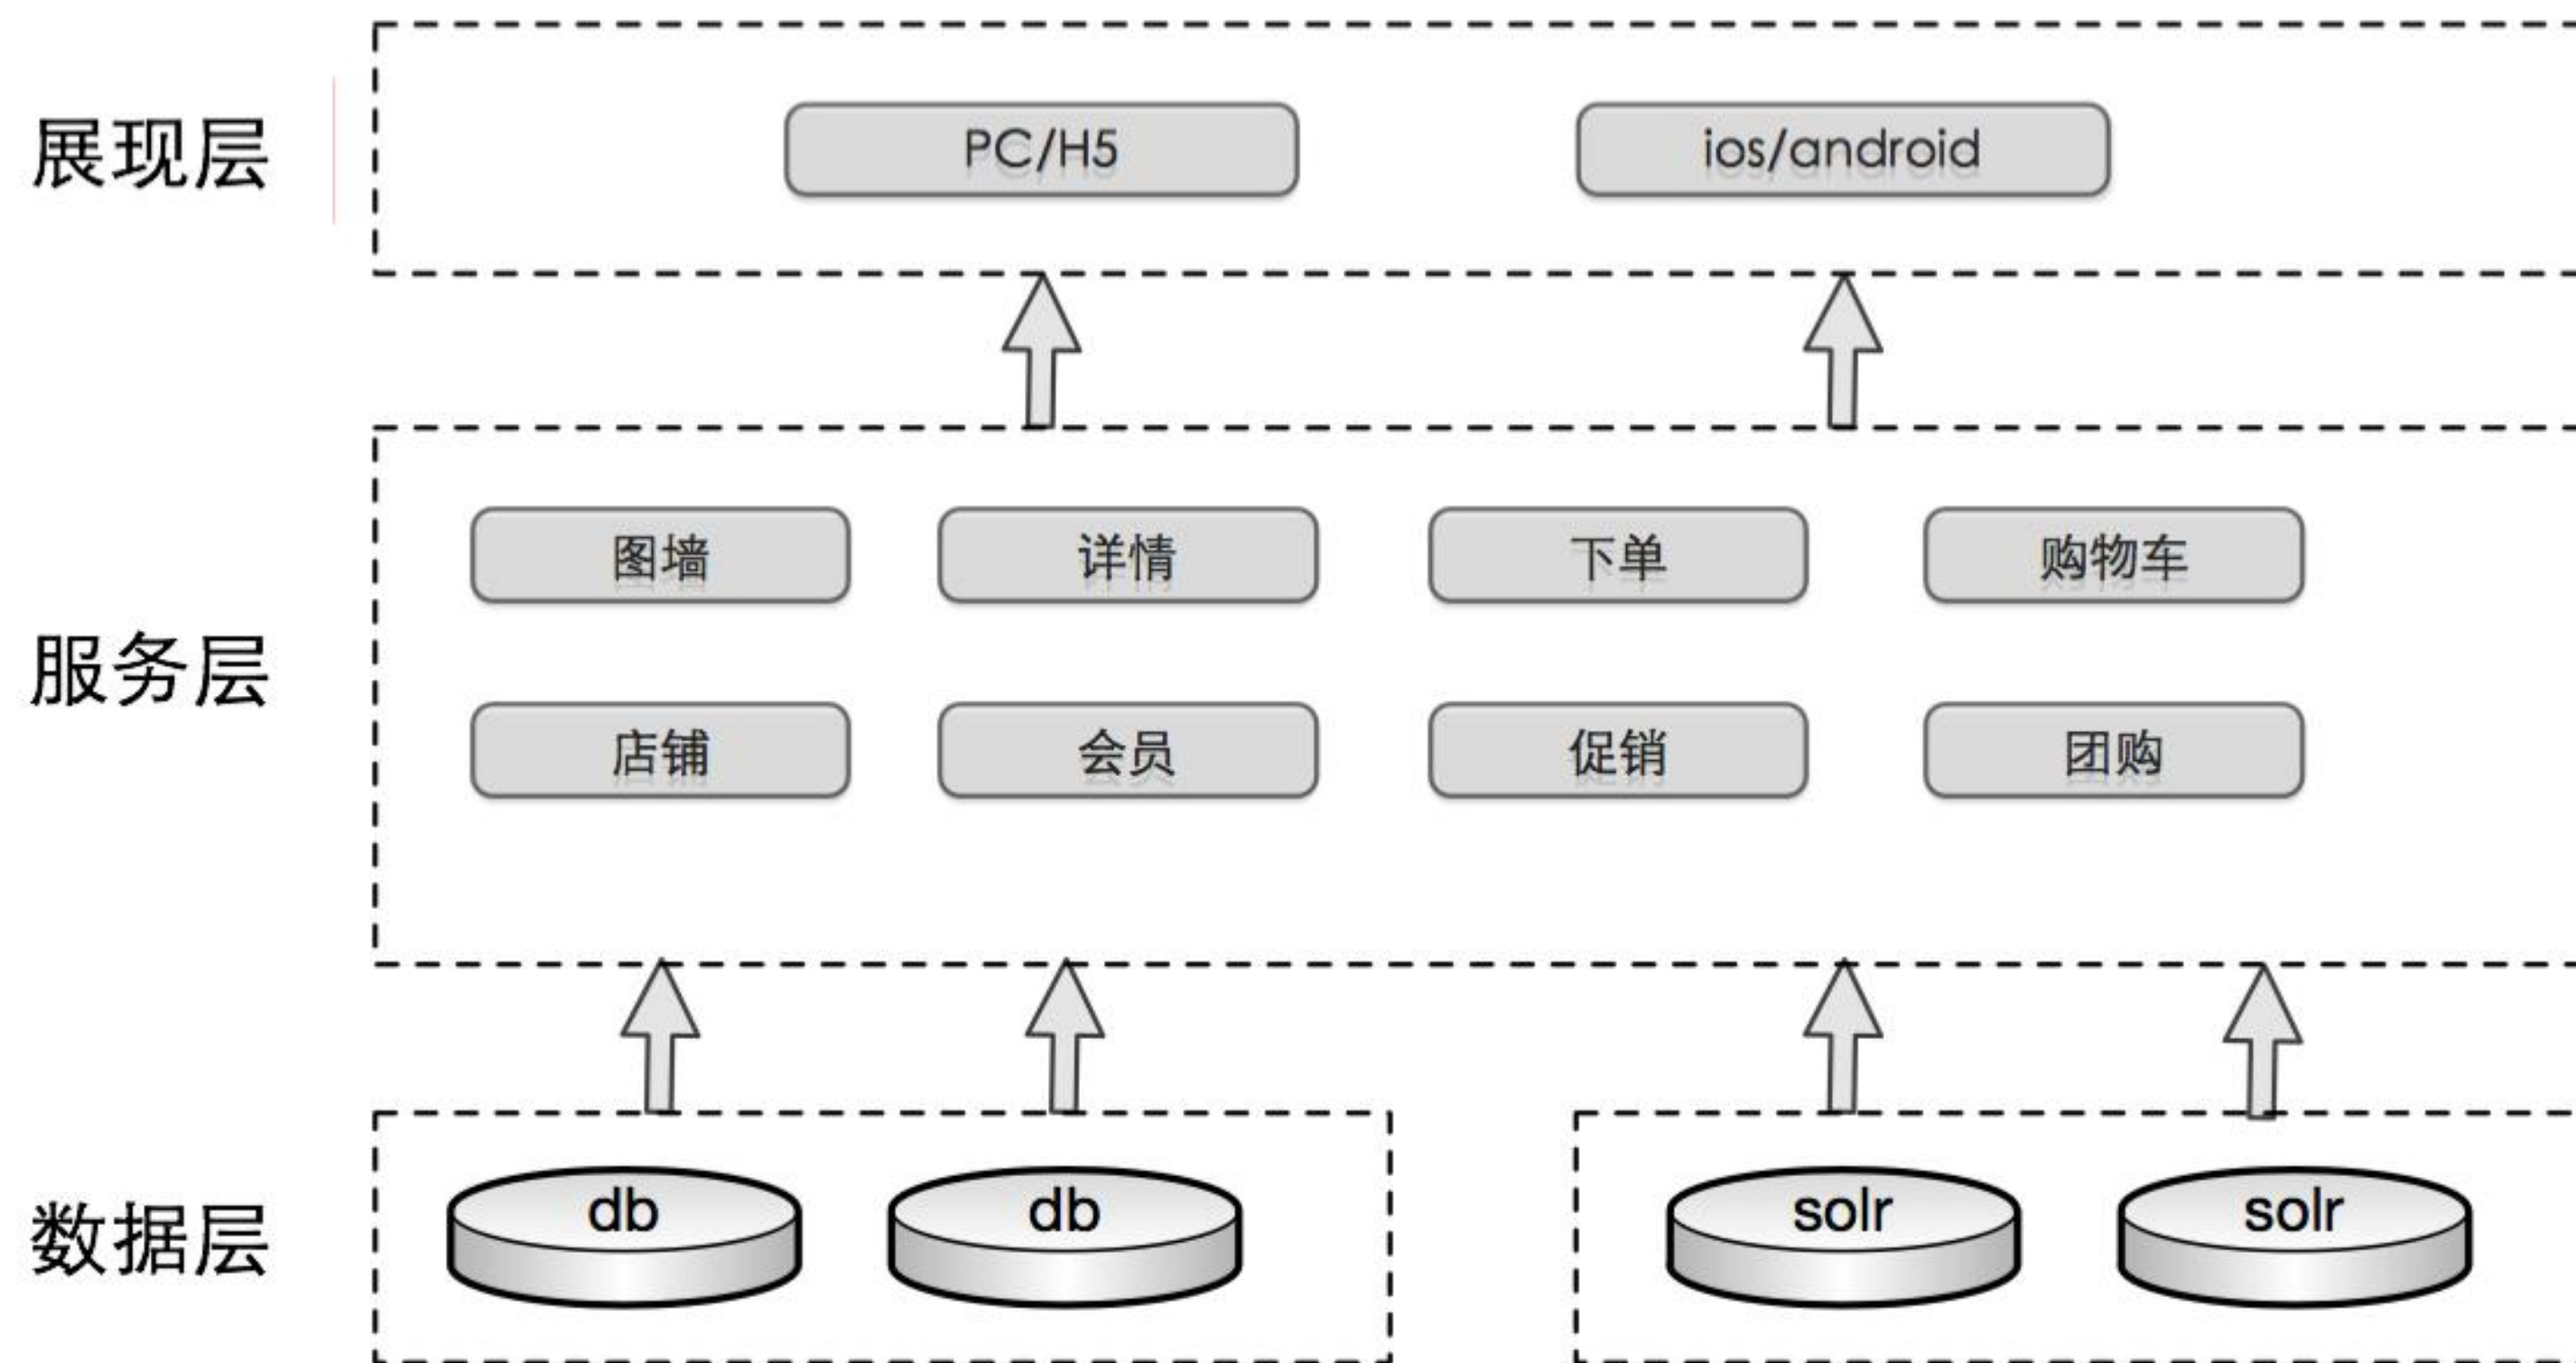 展现层
PC/H5
ios/android
服务层
图墙
详情
下单
购物车
店铺
会员
促销
团购
数据层
db
db
solr
solr